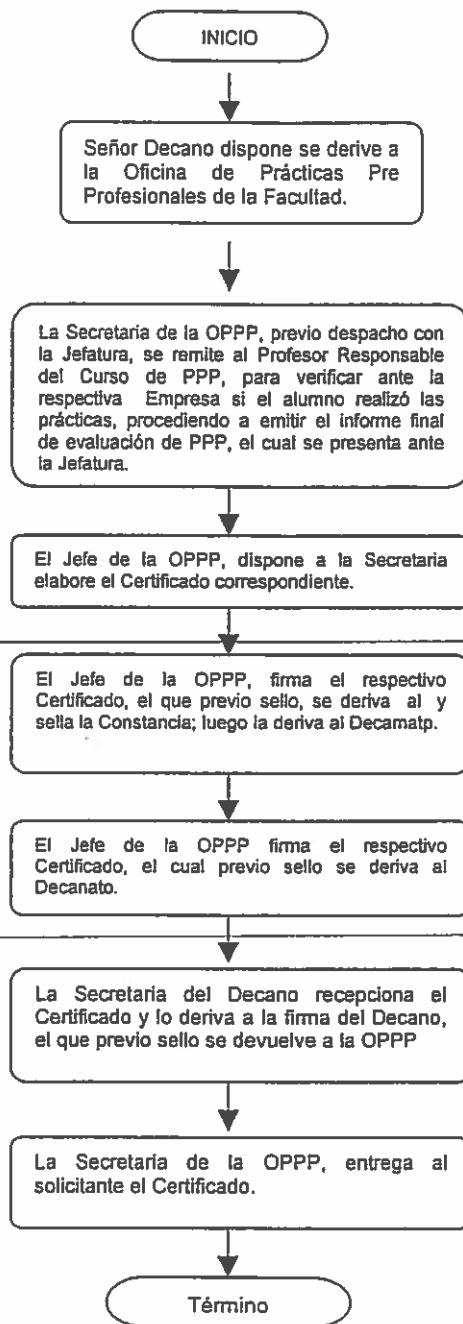 INICIO
Señor Decano dispone se derive a
la Oficina de Prácticas Pre
Profesionales de la Facultad.
La Secretaria de la OPPP, previo despacho con
la Jefatura, se remite al Profesor Responsable
del Curso de PPP, para verificar ante la
respectiva Empresa si el alumno realizó las
prácticas, procediendo a emitir el informe final
de evaluación de PPP, el cual se presenta ante
la Jefatura.
El Jefe de la OPPP, dispone a la Secretaria
elabore el Certificado correspondiente.
El Jefe de la OPPP, firma el respectivo
Certificado, el que previo sello, se deriva al y
sella la Constancia; luego la deriva al Decamatp.
El Jefe de la OPPP firma el respectivo
Certificado, el cual previo sello se deriva al
Decanato.
La Secretaria del Decano recepciona el
Certificado y lo deriva a la firma del Decano,
el que previo sello se devuelve a la OPPP
La Secretaria de la OPPP, entrega al
solicitante el Certificado.
Término